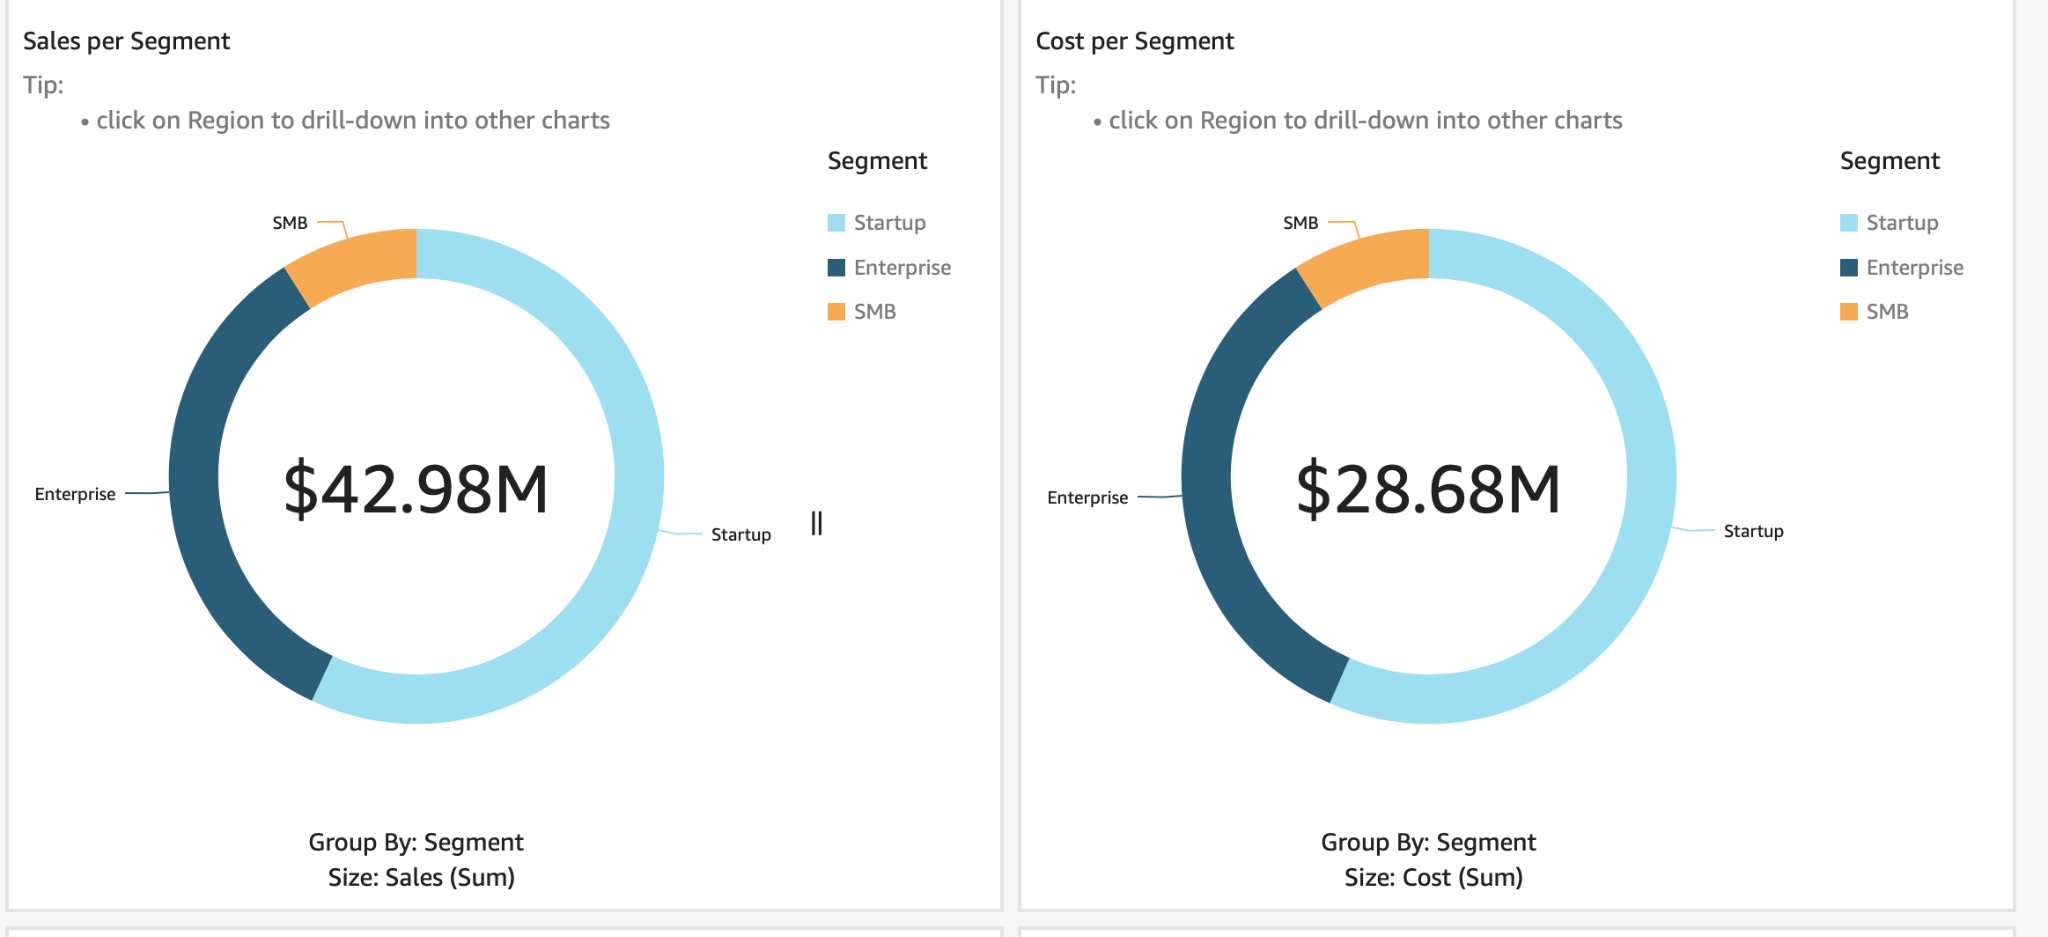 Sales per Segment
Tip:
• click on Region to drill-down into other charts
Segment
Startup
Enterprise
SMB
SMB
Enterprise
$42.98M
Startup
Group By: Segment
Size: Sales (Sum)
Cost per Segment
Tip:
• click on Region to drill-down into other charts
Segment
Startup
Enterprise
SMB
SMB
Enterprise
$28.68M
Startup
Group By: Segment
Size: Cost (Sum)